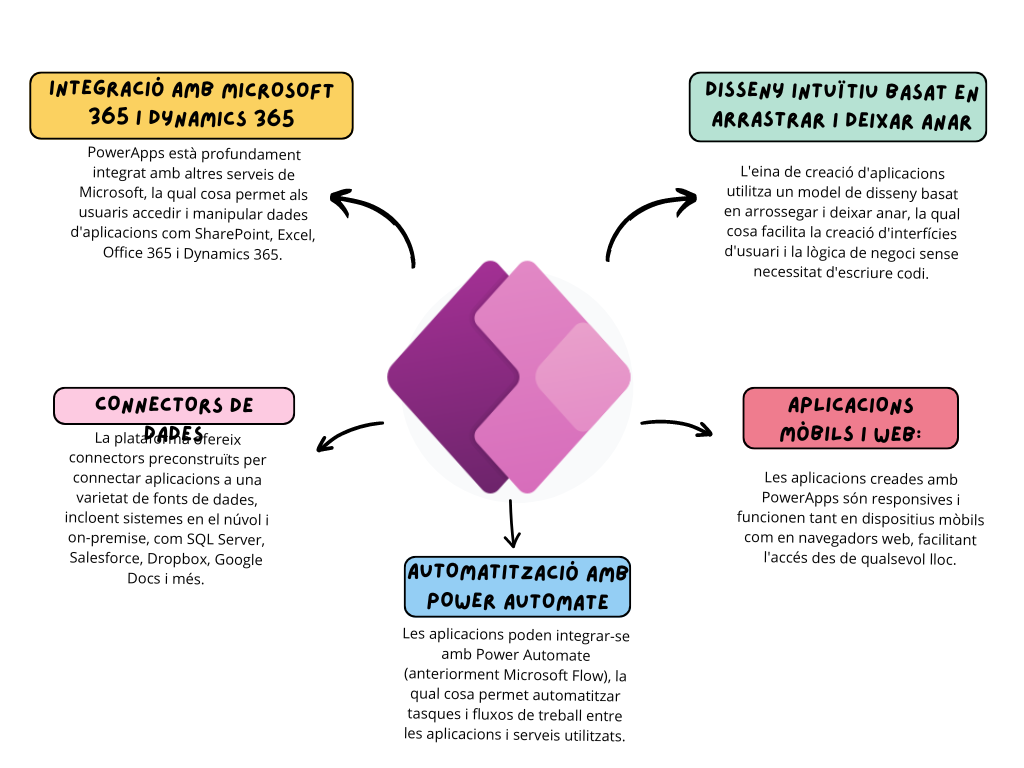 INTEGRACIÓ AMB MICROSOFT
365 I DYNAMICS 365
PowerApps està profundament
integrat amb altres serveis de
Microsoft, la qual cosa permet als
usuaris accedir i manipular dades
d'aplicacions com SharePoint, Excel,
Office 365 i Dynamics 365.
DISSENY INTUÏTIU BASAT EN
ARRASTRAR I DEIXAR ANAR
L'eina de creació d'aplicacions
utilitza un model de disseny basat
en arrossegar i deixar anar, la qual
cosa facilita la creació d'interfícies
d'usuari i la lògica de negoci sense
necessitat d'escriure codi.
CONNECTORS DE
DADES
La plataforma ofereix
connectors preconstruïts per
connectar aplicacions a una
varietat de fonts de dades,
incloent sistemes en el núvol i
on-premise, com SQL Server,
Salesforce, Dropbox, Google
Docs i més.
APLICACIONS
MÒBILS I WEB:
Les aplicacions creades amb
PowerApps són responsives i
funcionen tant en dispositius mòbils
com en navegadors web, facilitant
l'accés des de qualsevol lloc.
AUTOMATITZACIÓ AMB
POWER AUTOMATE
Les aplicacions poden integrar-se
amb Power Automate
(anteriorment Microsoft Flow), la
qual cosa permet automatitzar
tasques i fluxos de treball entre
les aplicacions i serveis utilitzats.